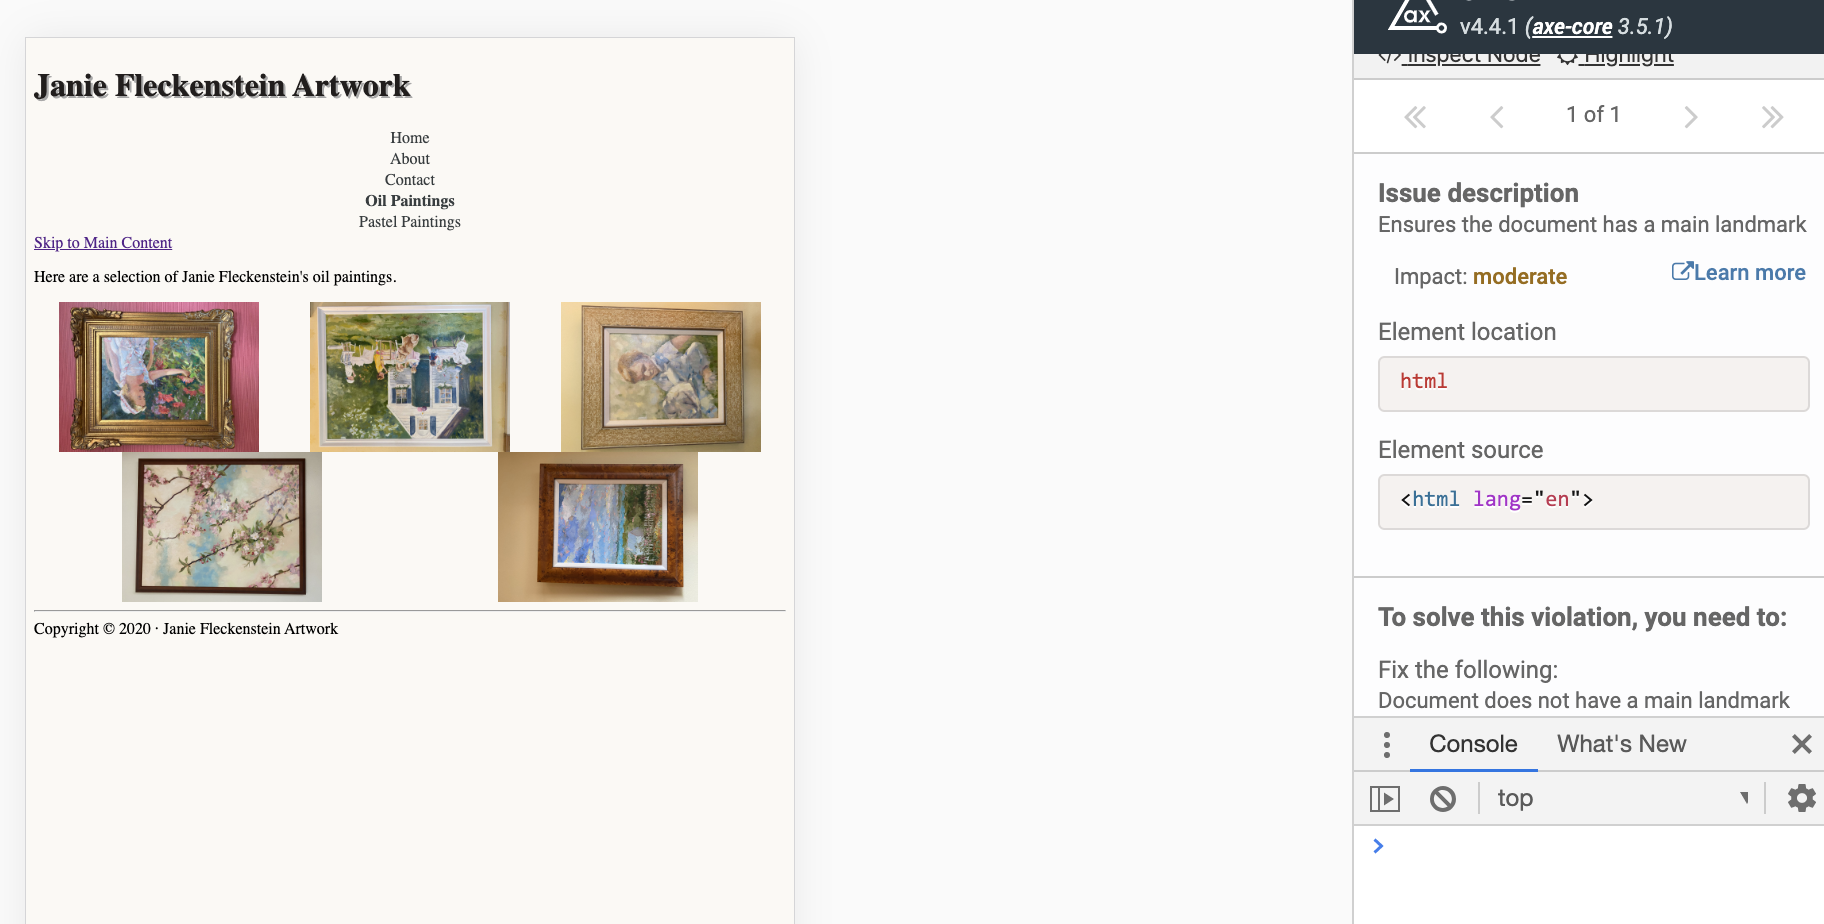 Janie Fleckenstein Artwork
Home
About
Contact
Oil Paintings
Pastel Paintings
Skip to Main Content
Here are a selection of Janie Fleckenstein's oil paintings.
Copyright © 2020 · Janie Fleckenstein Artwork
ax
v4.4.1 (axe-core 3.5.1)
</> Inspect Node Highlight
1 of 1
Issue description
Ensures the document has a main landmark
Impact: moderate
Learn more
Element location
html
Element source
<html lang="en">
To solve this violation, you need to:
Fix the following:
Document does not have a main landmark
Console What's New
top